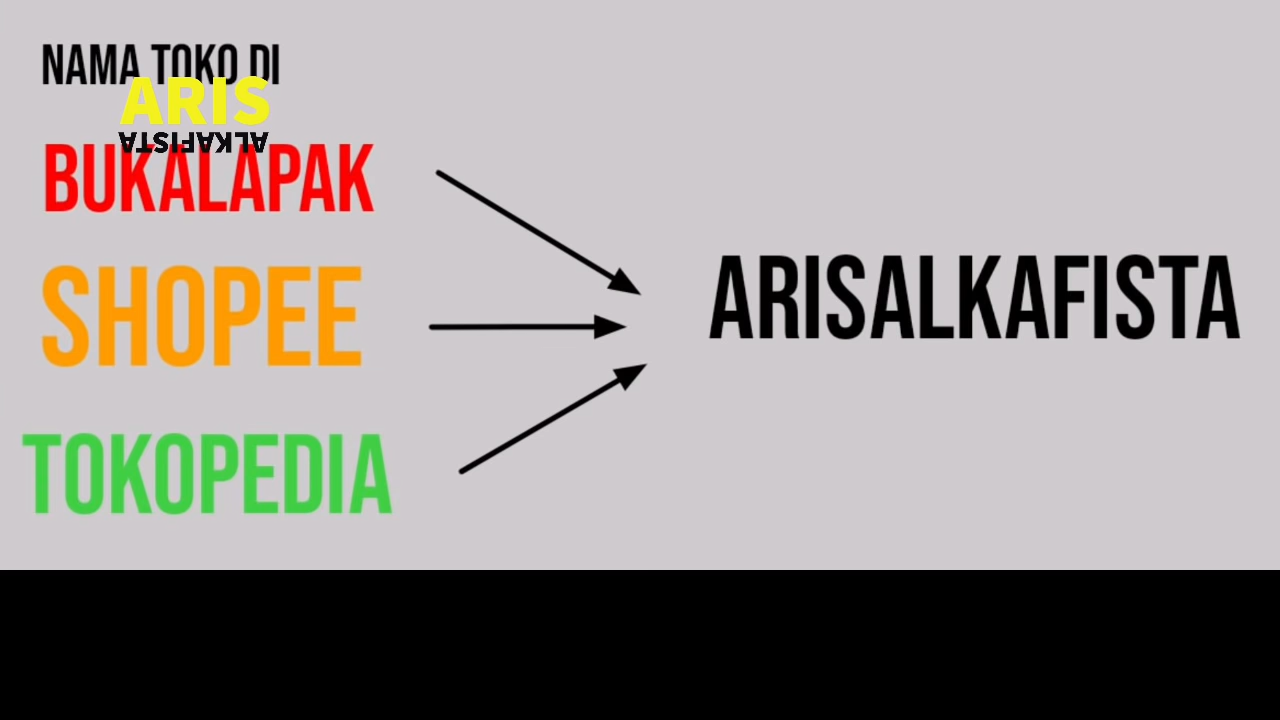 NAMA TOKO DI
ARIS
ALKAFISTA
BUKALAPAK
SHOPEE
TOKOPEDIA
ARISALKAFISTA